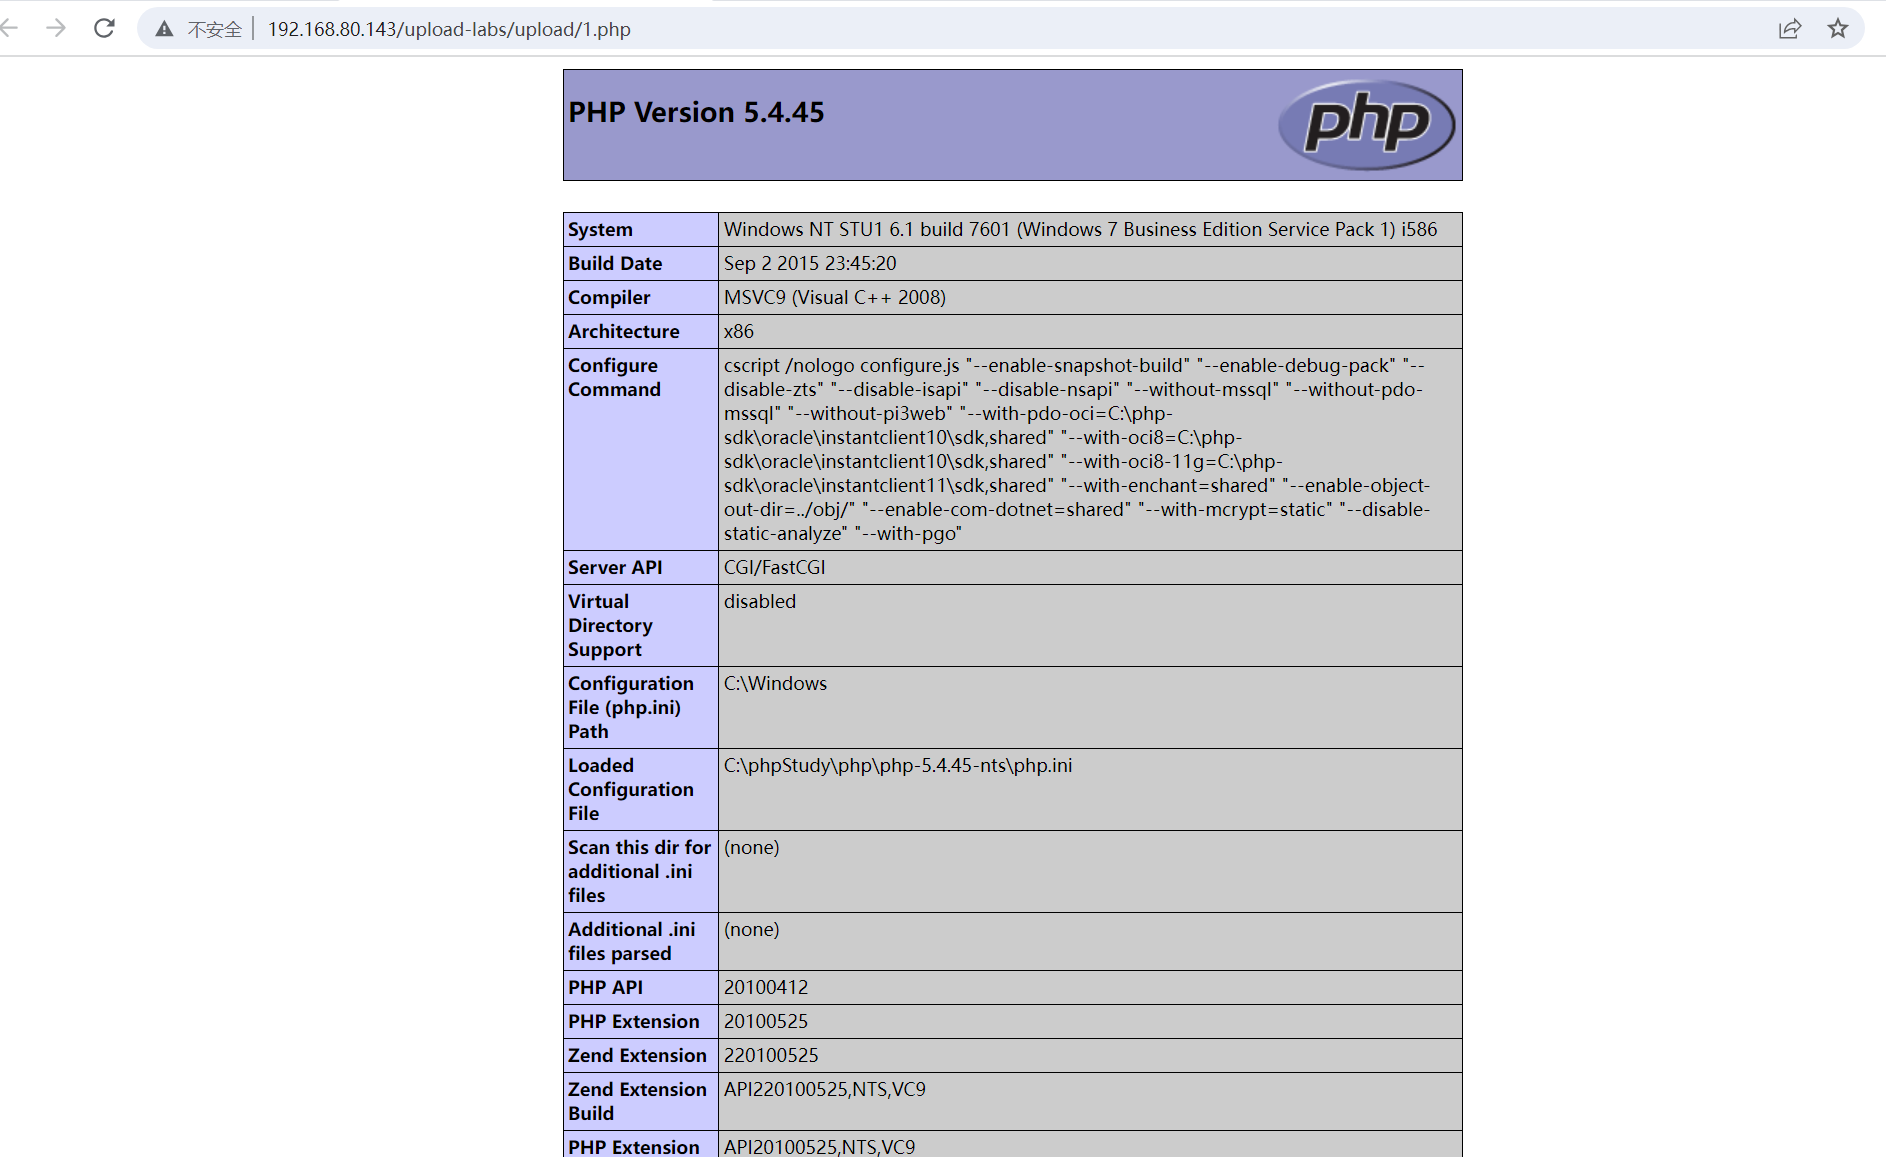 不安全 192.168.80.143/upload-labs/upload/1.php
PHP Version 5.4.45
php
System Windows NT STU1 6.1 build 7601 (Windows 7 Business Edition Service Pack 1) i586
Build Date Sep 2 2015 23:45:20
Compiler MSVC9 (Visual C++ 2008)
Architecture x86
Configure cscript /nologo configure.js "--enable-snapshot-build" "--enable-debug-pack" "--
Command disable-zts" "--disable-isapi" "--disable-nsapi" "--without-mssql" "--without-pdo-
mssql" "--without-pi3web" "--with-pdo-oci=C:\php-
sdk\oracle\instantclient10\sdk,shared" "--with-oci8=C:\php-
sdk\oracle\instantclient10\sdk,shared" "--with-oci8-11g=C:\php-
sdk\oracle\instantclient11\sdk,shared" "--with-enchant=shared" "--enable-object-
out-dir=../obj/" "--enable-com-dotnet=shared" "--with-mcrypt=static" "--disable-
static-analyze" "--with-pgo"
Server API CGI/FastCGI
Virtual disabled
Directory
Support
Configuration C:\Windows
File (php.ini)
Path
Loaded C:\phpStudy\php\php-5.4.45-nts\php.ini
Configuration
File
Scan this dir for (none)
additional .ini
files
Additional .ini (none)
files parsed
PHP API 20100412
PHP Extension 20100525
Zend Extension 220100525
Zend Extension API220100525,NTS,VC9
Build
PHP Extension API20100525,NTS,VC9